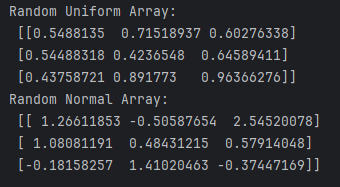 Random Uniform Array:
[[0.5488135  0.71518937 0.60276338]
[0.54488318 0.4236548  0.64589411]
[0.43758721 0.891773   0.96366276]]
Random Normal Array:
[[ 1.26611853 -0.50587654  2.54520078]
[ 1.08081191  0.48431215  0.57914048]
[-0.18158257  1.41020463 -0.37447169]]